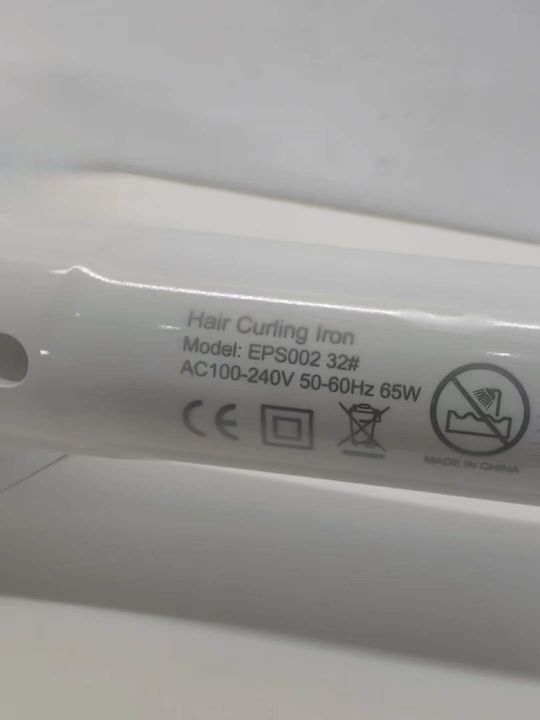 Hair Curling Iron
Model: EPS002 32#
AC100-240V 50-60Hz 65W
CE
MADE IN CHINA